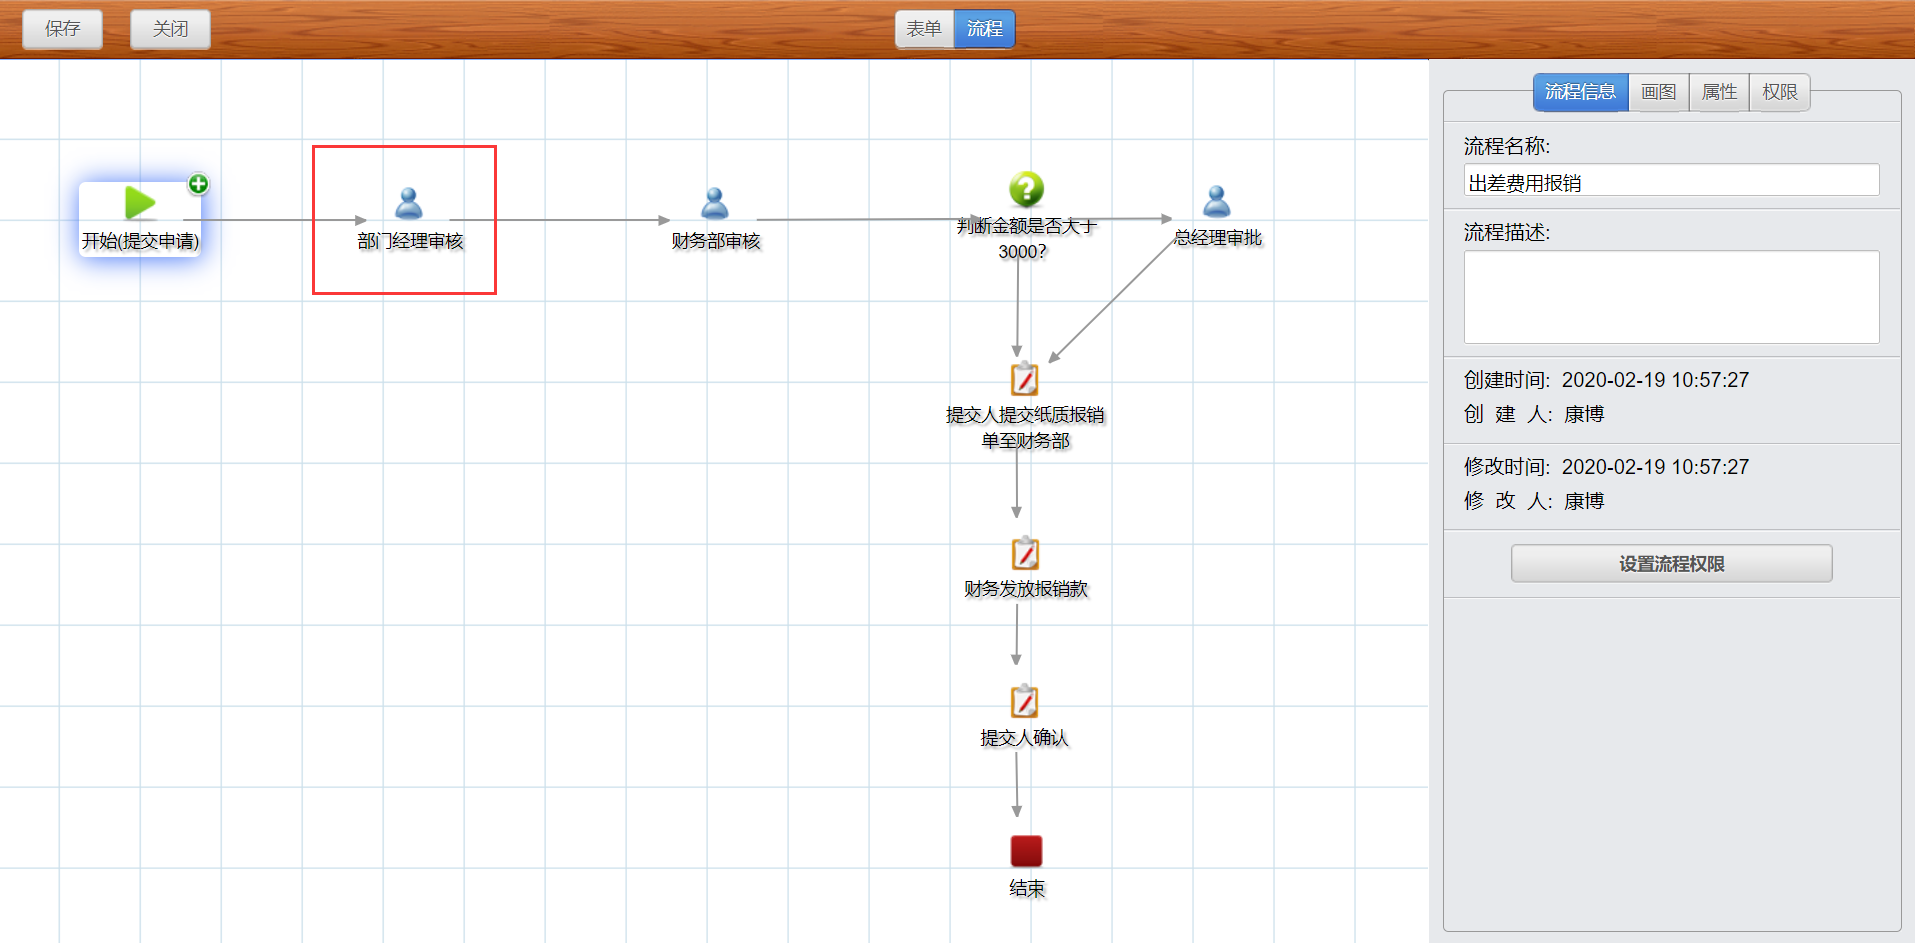 保存
关闭
表单
流程
开始(提交申请)
部门经理审核
财务部审核
判断金额是否大于
3000?
总经理审批
提交人提交纸质报销
单至财务部
财务发放报销款
提交人确认
结束
流程信息
画图
属性
权限
流程名称:
出差费用报销
流程描述:
创建时间: 2020-02-19 10:57:27
创 建 人: 康博
修改时间: 2020-02-19 10:57:27
修 改 人: 康博
设置流程权限